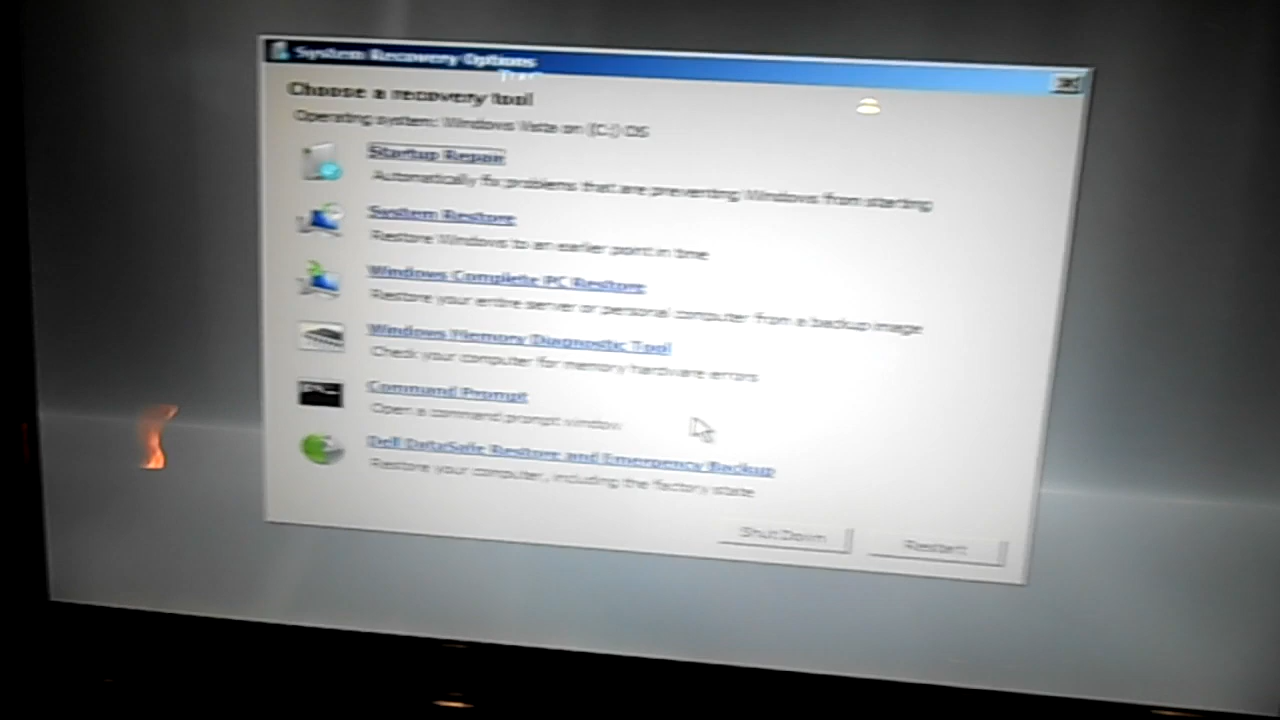 System Recovery Options
Choose a recovery tool
Operating system: Windows Vista on (C:) OS
Startup Repair
Automatically fix problems that are preventing Windows from starting
System Restore
Restore Windows to an earlier point in time
Windows Complete PC Restore
Restore your entire server or personal computer from a backup image
Windows Memory Diagnostic Tool
Check your computer for memory hardware errors
Command Prompt
Open a command prompt window
Dell DataSafe Restore and Emergency Backup
Restore your computer, including the factory state
Shut Down
Restart